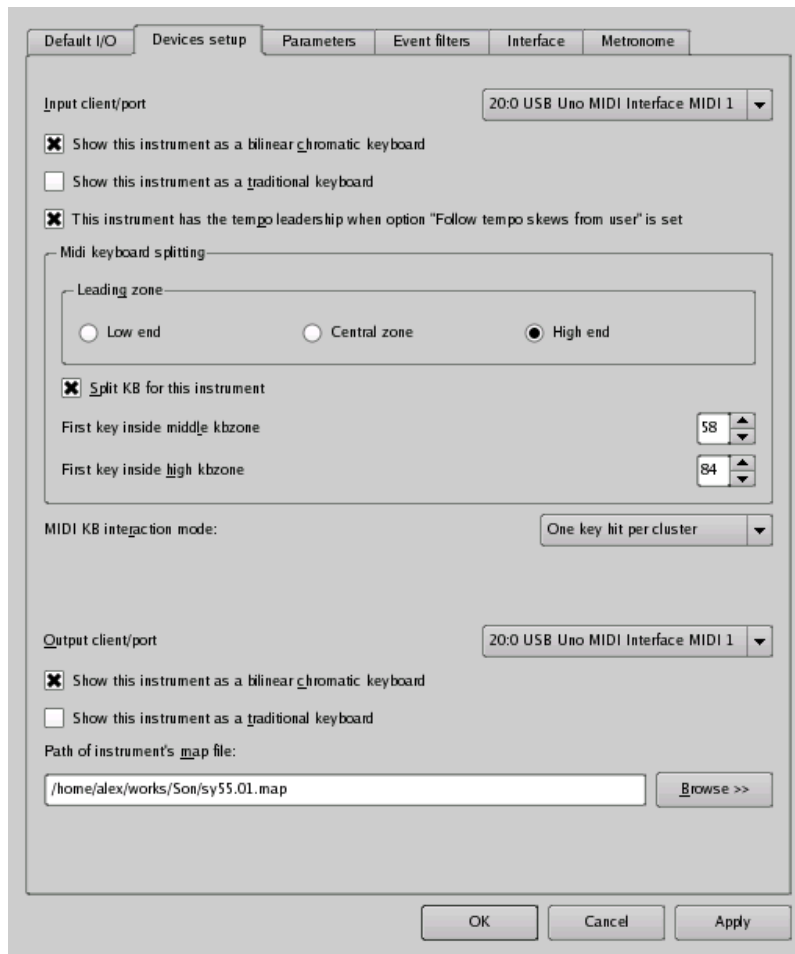 Default I/O Devices setup Parameters Event filters Interface Metronome
Input client/port 20:0 USB Uno MIDI Interface MIDI 1
Show this instrument as a bilinear chromatic keyboard
Show this instrument as a traditional keyboard
This instrument has the tempo leadership when option "Follow tempo skews from user" is set
Midi keyboard splitting
Leading zone
Low end Central zone High end
Split KB for this instrument
First key inside middle kbzone 58
First key inside high kbzone 84
MIDI KB interaction mode: One key hit per cluster
Output client/port 20:0 USB Uno MIDI Interface MIDI 1
Show this instrument as a bilinear chromatic keyboard
Show this instrument as a traditional keyboard
Path of instrument's map file:
/home/alex/works/Son/sy55.01.map Browse >>
OK Cancel Apply